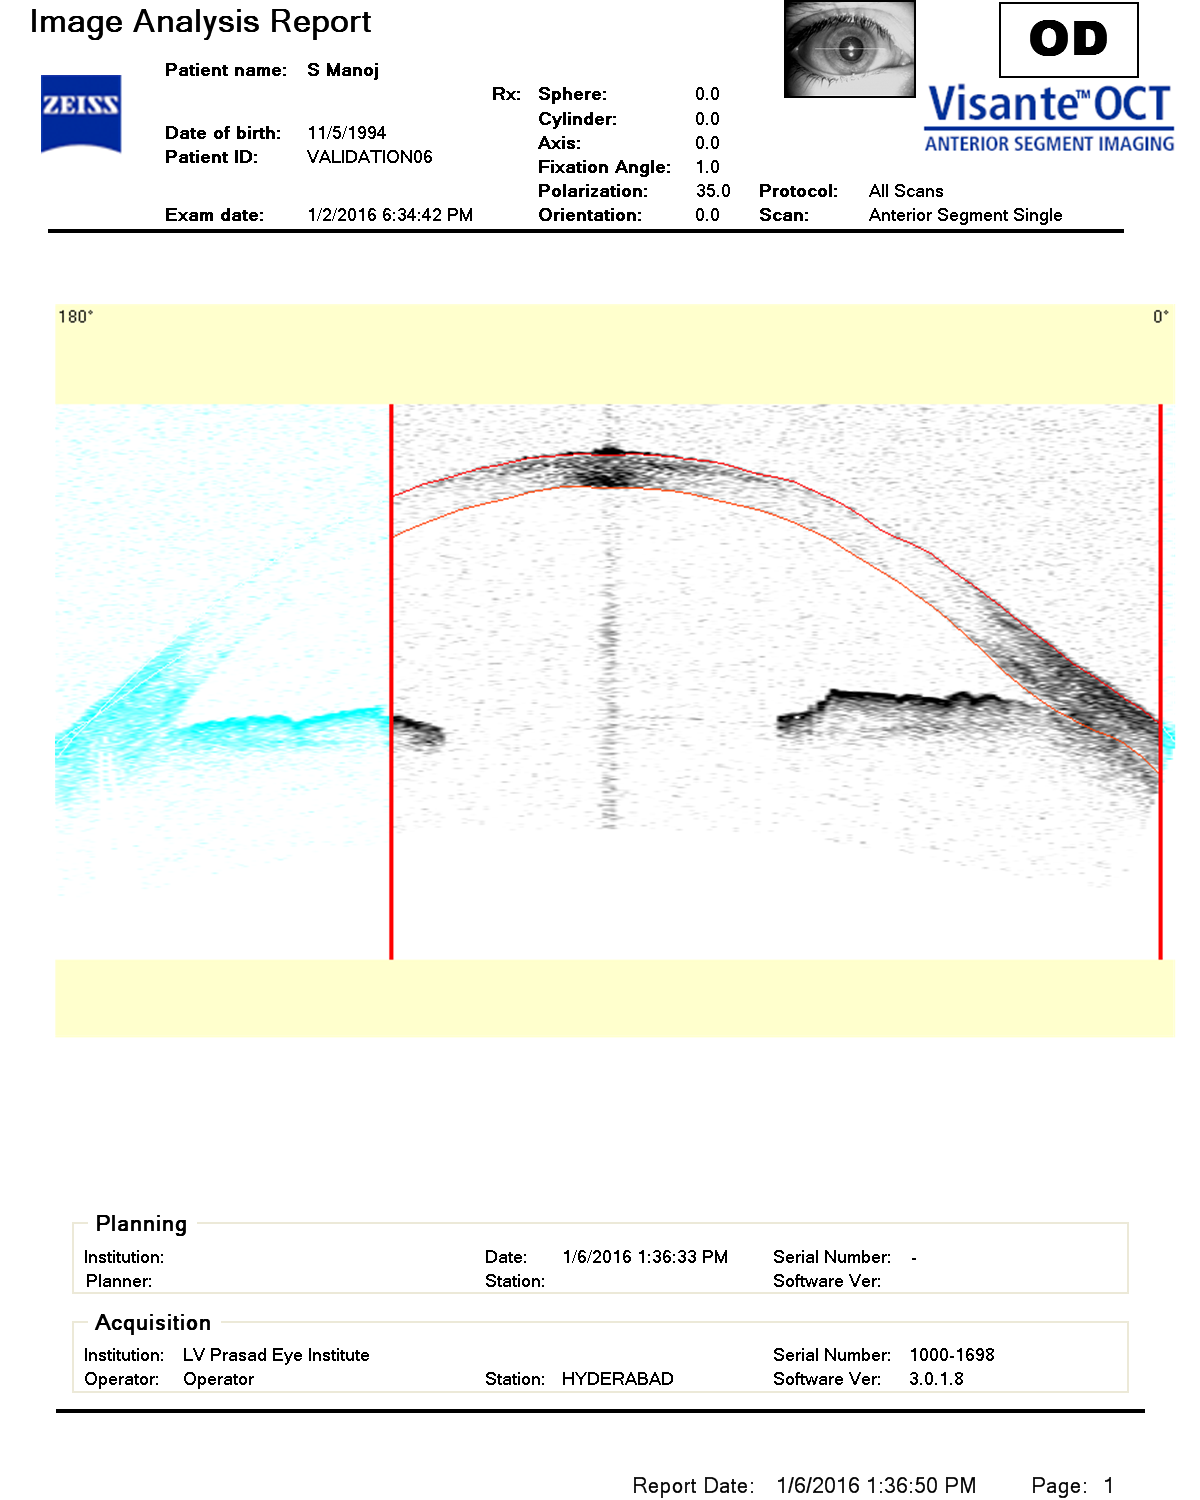 Image Analysis Report
OD
ZEISS
Visante™ OCT
ANTERIOR SEGMENT IMAGING
Patient name: S Manoj
Date of birth: 11/5/1994
Patient ID: VALIDATION06
Exam date: 1/2/2016 6:34:42 PM
Rx: Sphere: 0.0
Cylinder: 0.0
Axis: 0.0
Fixation Angle: 1.0
Polarization: 35.0
Orientation: 0.0
Protocol: All Scans
Scan: Anterior Segment Single
180° 0°
Planning
Institution: Date: 1/6/2016 1:36:33 PM Serial Number: -
Planner: Station: Software Ver:
Acquisition
Institution: LV Prasad Eye Institute Serial Number: 1000-1698
Operator: Operator Station: HYDERABAD Software Ver: 3.0.1.8
Report Date: 1/6/2016 1:36:50 PM Page: 1